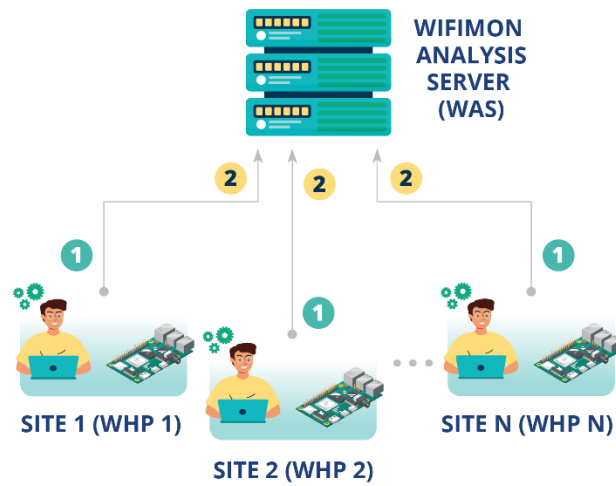 WIFIMON
ANALYSIS
SERVER
(WAS)
2
2
2
1
1
1
SITE 1 (WHP 1)
SITE 2 (WHP 2)
SITE N (WHP N)